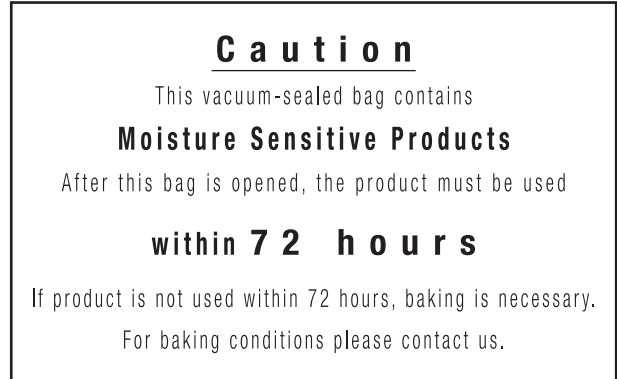 Caution
This vacuum-sealed bag contains
Moisture Sensitive Products
After this bag is opened, the product must be used
within 72 hours
If product is not used within 72 hours, baking is necessary.
For baking conditions please contact us.